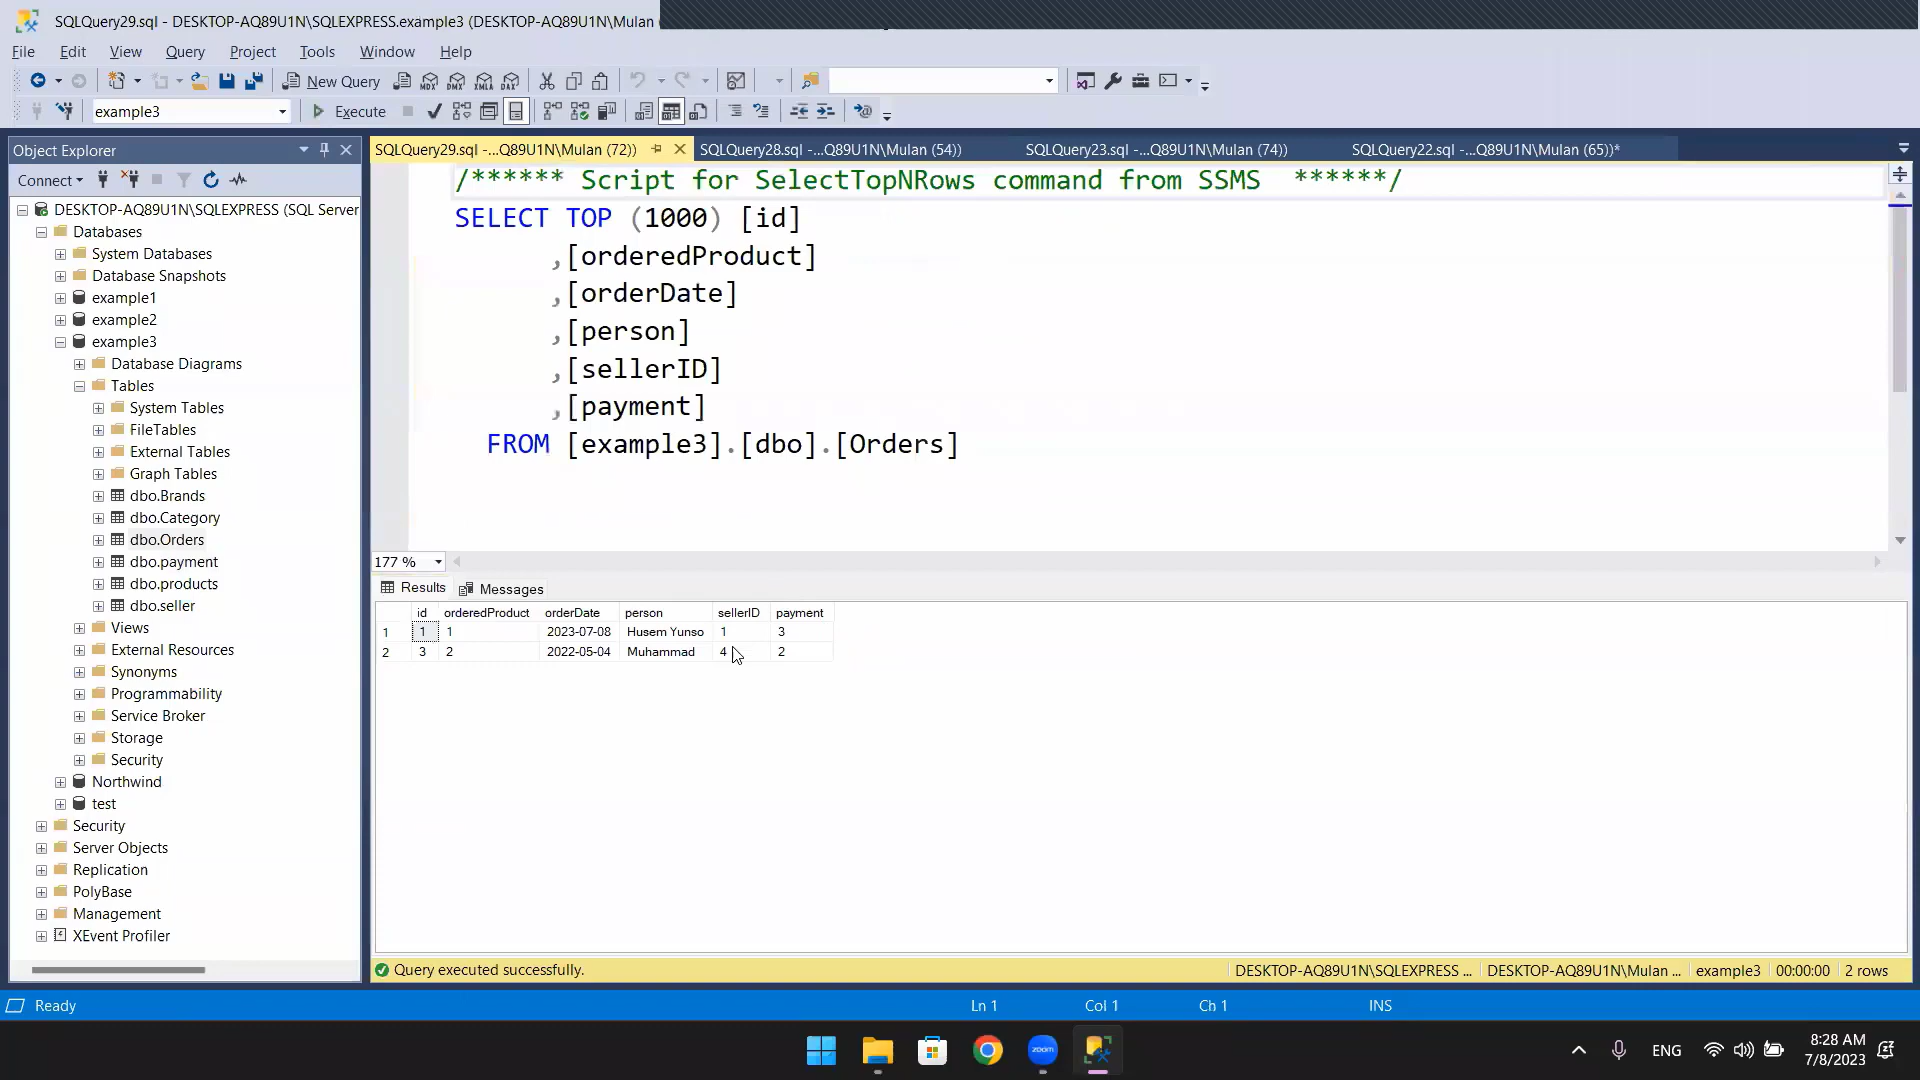 SQLQuery29.sql - DESKTOP-AQ89U1N\SQLEXPRESS.example3 (DESKTOP-AQ89U1N\Mulan
File Edit View Query Project Tools Window Help
New Query
MDX DMX XMLA DAX
example3 Execute
Object Explorer
Connect
DESKTOP-AQ89U1N\SQLEXPRESS (SQL Server
Databases
System Databases
Database Snapshots
example1
example2
example3
Database Diagrams
Tables
System Tables
FileTables
External Tables
Graph Tables
dbo.Brands
dbo.Category
dbo.Orders
dbo.payment
dbo.products
dbo.seller
Views
External Resources
Synonyms
Programmability
Service Broker
Storage
Security
Northwind
test
Security
Server Objects
Replication
PolyBase
Management
XEvent Profiler
SQLQuery29.sql -...Q89U1N\Mulan (72)) SQLQuery28.sql -...Q89U1N\Mulan (54)) SQLQuery23.sql -...Q89U1N\Mulan (74)) SQLQuery22.sql -...Q89U1N\Mulan (65))*
/****** Script for SelectTopNRows command from SSMS ******/
SELECT TOP (1000) [id]
,[orderedProduct]
,[orderDate]
,[person]
,[sellerID]
,[payment]
FROM [example3].[dbo].[Orders]
177 %
Results Messages
id orderedProduct orderDate person sellerID payment
1 1 1 2023-07-08 Husem Yunso 1 3
2 3 2 2022-05-04 Muhammad 4 2
Query executed successfully. DESKTOP-AQ89U1N\SQLEXPRESS ... DESKTOP-AQ89U1N\Mulan ... example3 00:00:00 2 rows
Ready Ln 1 Col 1 Ch 1 INS
zoom
ENG 8:28 AM
7/8/2023